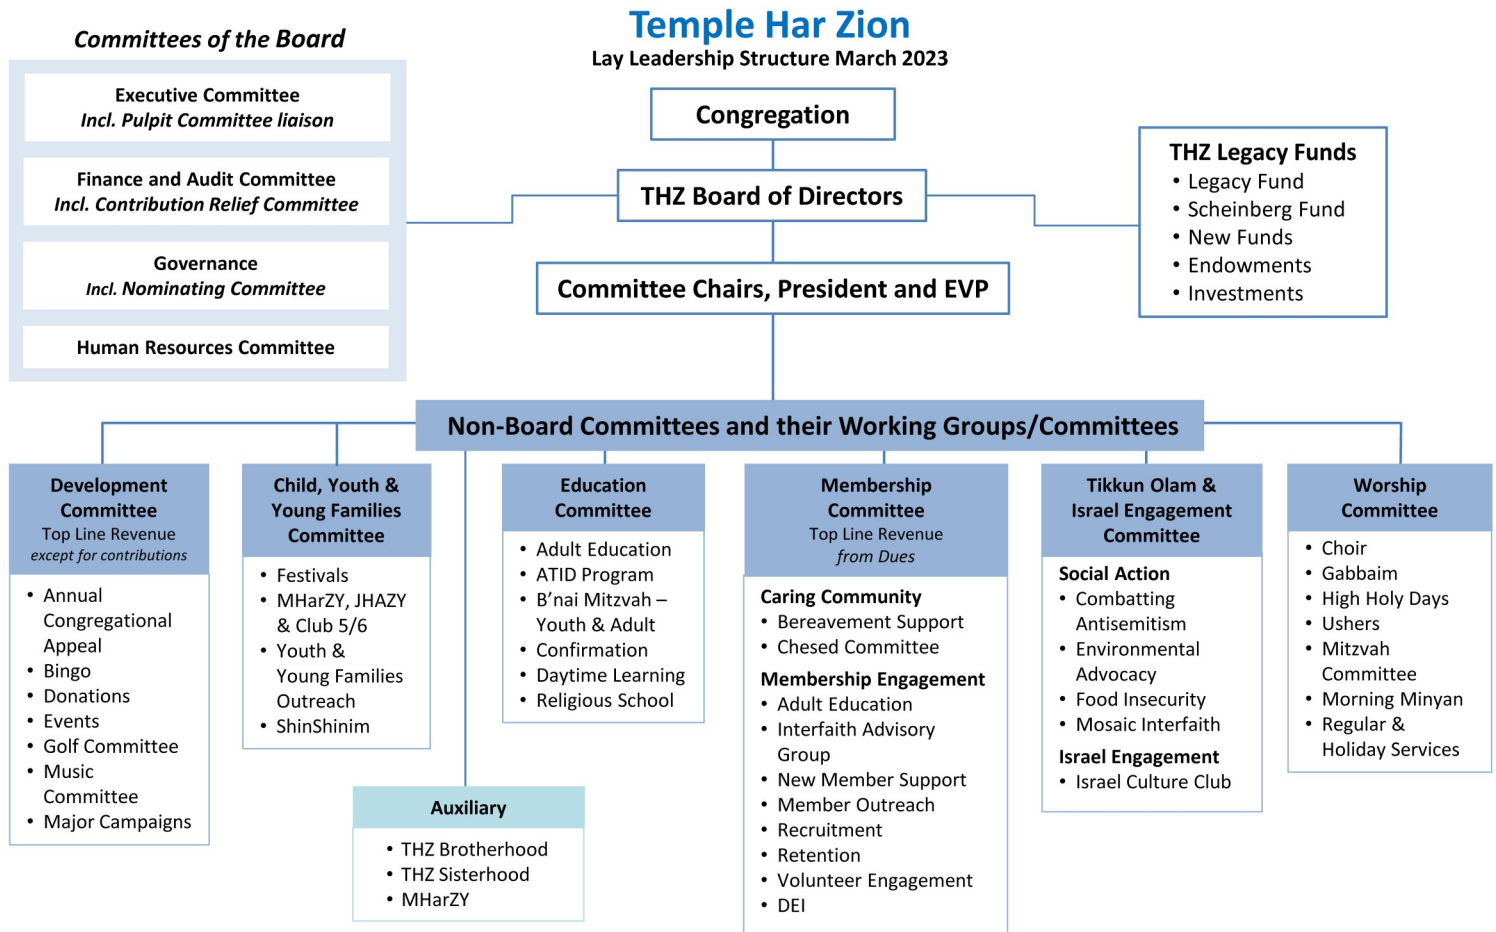 Temple Har Zion
Lay Leadership Structure March 2023
Committees of the Board
Executive Committee
Incl. Pulpit Committee liaison
Finance and Audit Committee
Incl. Contribution Relief Committee
Governance
Incl. Nominating Committee
Human Resources Committee
Congregation
THZ Board of Directors
Committee Chairs, President and EVP
THZ Legacy Funds
• Legacy Fund
• Scheinberg Fund
• New Funds
• Endowments
• Investments
Non-Board Committees and their Working Groups/Committees
Development
Committee
Top Line Revenue
except for contributions
• Annual
Congregational
Appeal
• Bingo
• Donations
• Events
• Golf Committee
• Music
Committee
• Major Campaigns
Child, Youth &
Young Families
Committee
• Festivals
• MHarZY, JHAZY
& Club 5/6
• Youth &
Young Families
Outreach
• ShinShinim
Auxiliary
• THZ Brotherhood
• THZ Sisterhood
• MHarZY
Education
Committee
• Adult Education
• ATID Program
• B’nai Mitzvah –
Youth & Adult
• Confirmation
• Daytime Learning
• Religious School
Membership
Committee
Top Line Revenue
from Dues
Caring Community
• Bereavement Support
• Chesed Committee
Membership Engagement
• Adult Education
• Interfaith Advisory
Group
• New Member Support
• Member Outreach
• Recruitment
• Retention
• Volunteer Engagement
• DEI
Tikkun Olam &
Israel Engagement
Committee
Social Action
• Combatting
Antisemitism
• Environmental
Advocacy
• Food Insecurity
• Mosaic Interfaith
Israel Engagement
• Israel Culture Club
Worship
Committee
• Choir
• Gabbaim
• High Holy Days
• Ushers
• Mitzvah
Committee
• Morning Minyan
• Regular &
Holiday Services